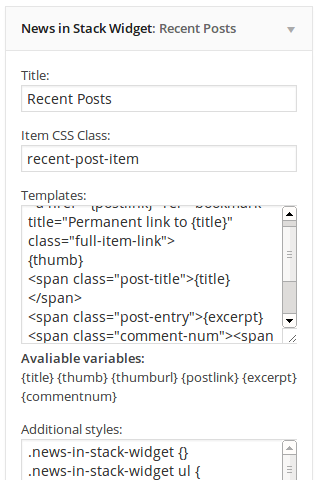 News in Stack Widget: Recent Posts
Title:
Recent Posts
Item CSS Class:
recent-post-item
Templates:
title="Permanent link to {title}"
class="full-item-link">
{thumb}
<span class="post-title">{title}
</span>
<span class="post-entry">{excerpt}
<span class="comment-num"><span
Avaliable variables:
{title} {thumb} {thumburl} {postlink} {excerpt}
{commentnum}
Additional styles:
.news-in-stack-widget {}
.news-in-stack-widget ul {